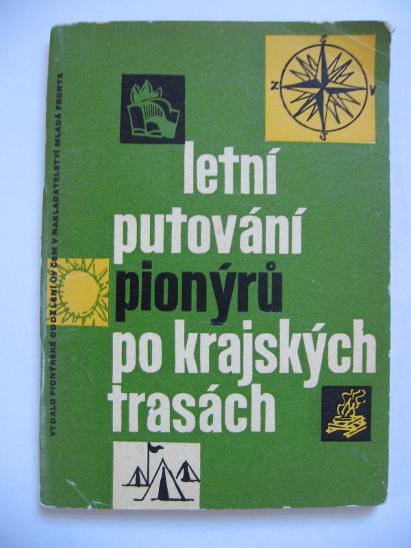 S
Z
V
J
letní
putování
pionýrů
po krajských
trasách
VYDALO PIONÝRSKÉ ODDĚLENÍ ÚV ČSM V NAKLADATELSTVÍ MLADÁ FRONTA